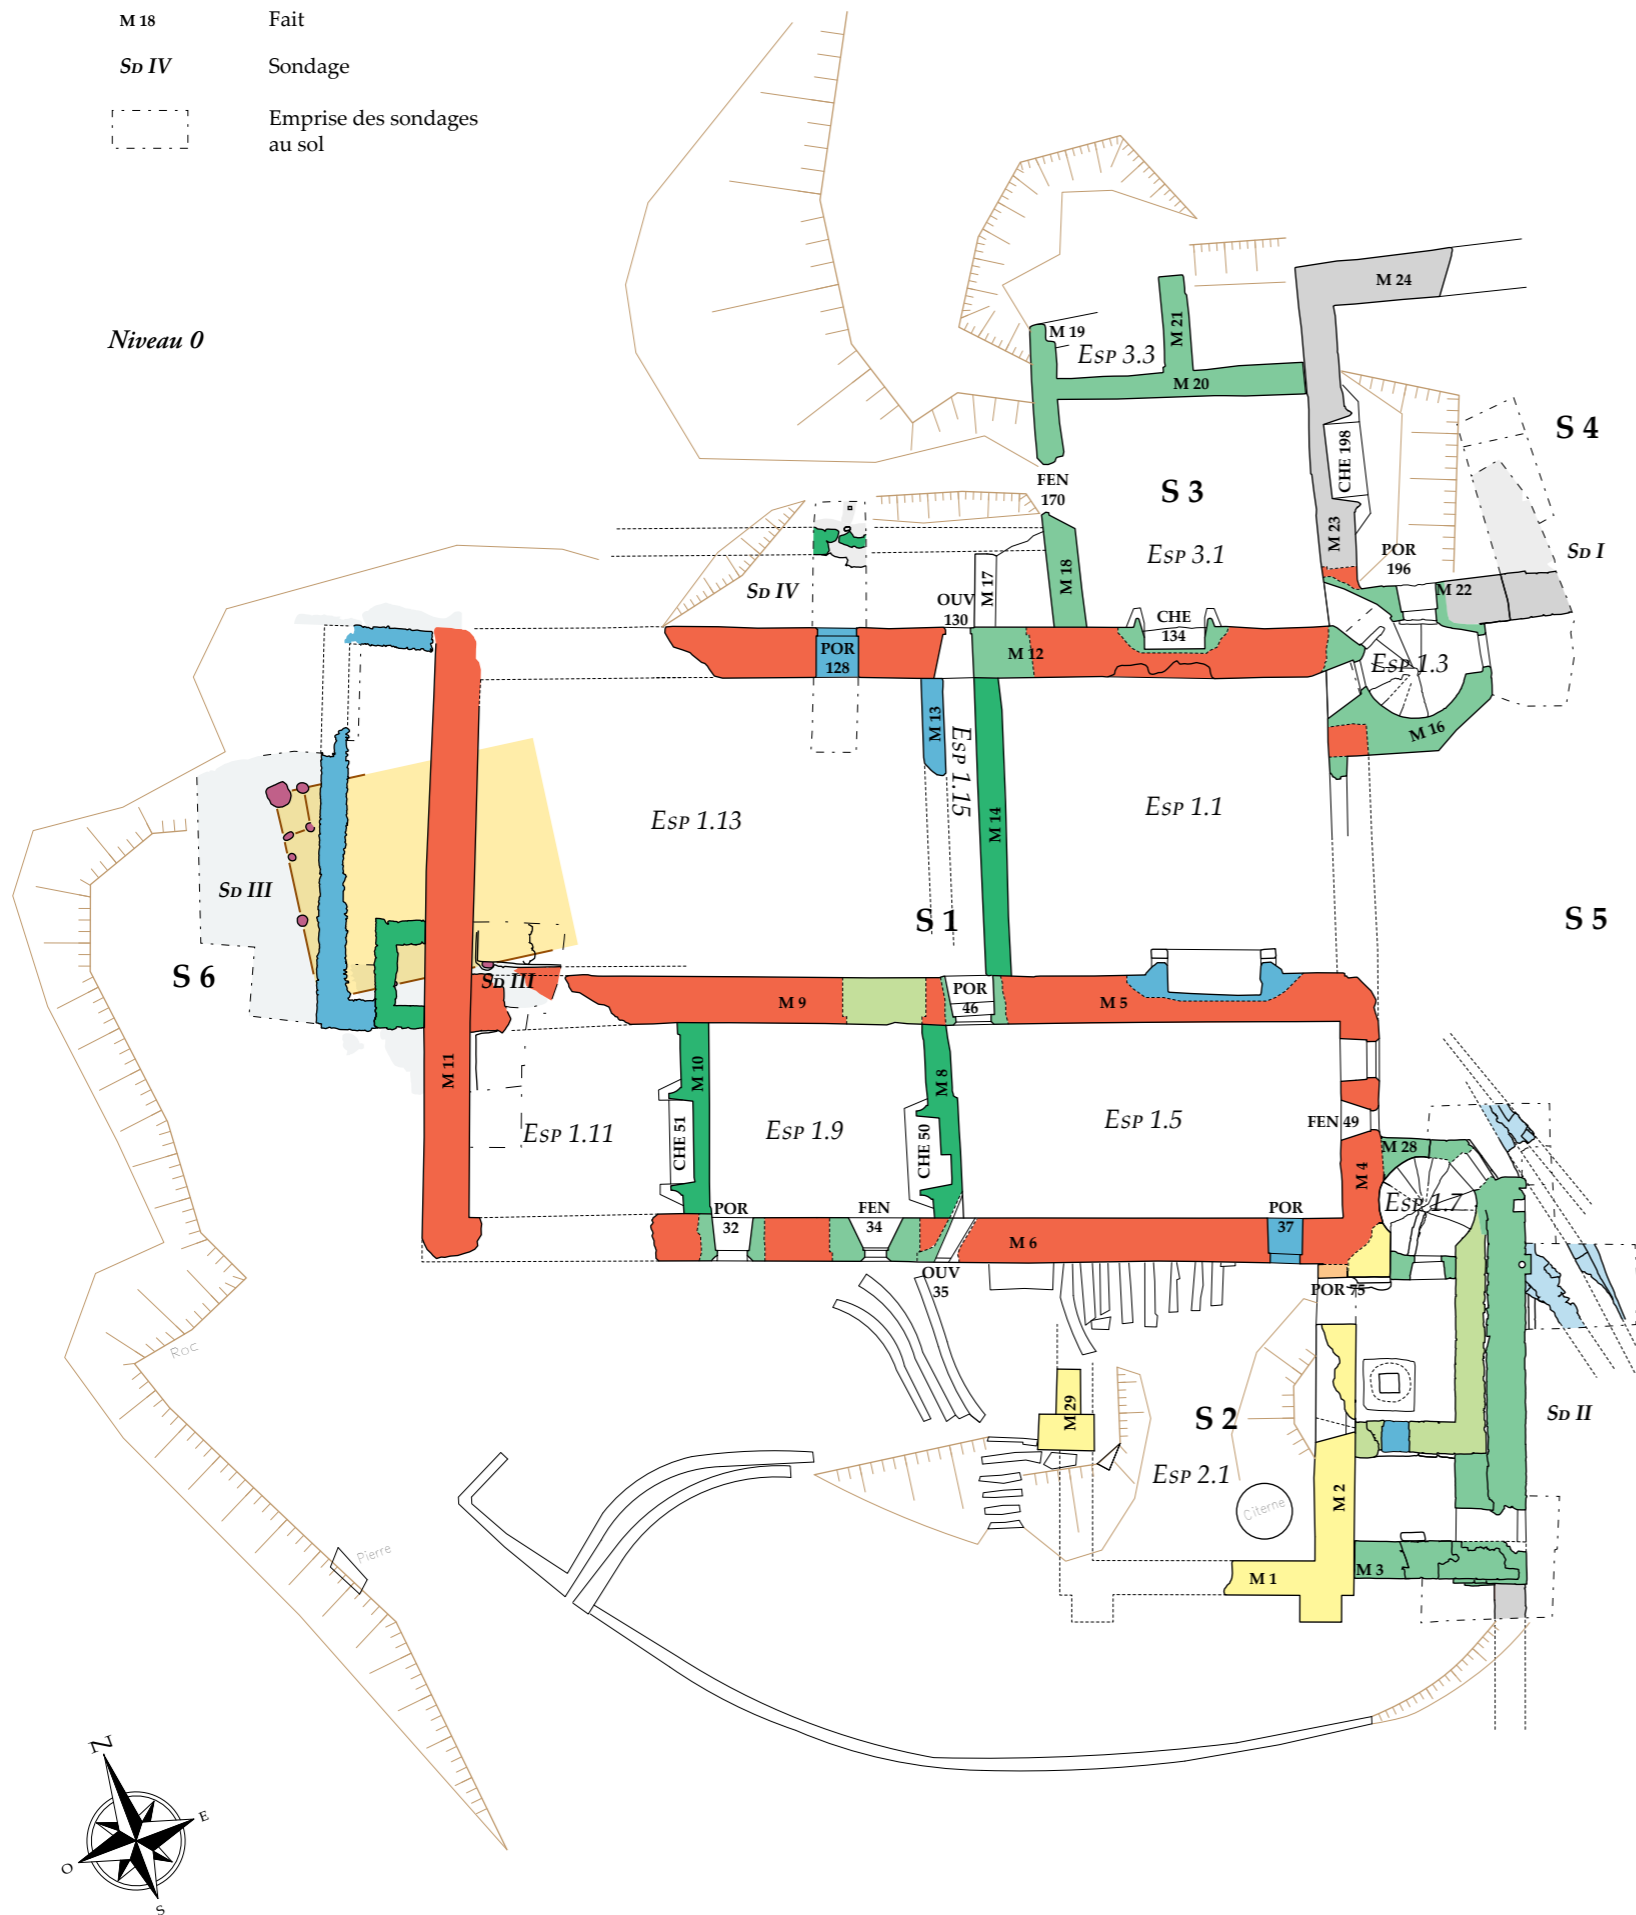 M 18 Fait
SD IV Sondage
Emprise des sondages
au sol
Niveau 0
M 24
M 19
M 21
ESP 3.3
M 20
S 4
CHE 198
FEN
170
S 3
M 23
ESP 3.1
POR
196
SD I
M 18
M 17
SD IV
OUV
130
M 22
CHE
134
POR
128
M 12
ESP 1.3
M 13
ESP 1.15
M 16
ESP 1.13
M 14
ESP 1.1
SD III
S 1
S 5
S 6
SD III
M 9
POR
46
M 5
M 11
M 10
M 8
ESP 1.11
CHE 51
ESP 1.9
CHE 50
ESP 1.5
FEN 49
M 28
M 4
ESP 1.7
POR
32
FEN
34
POR
37
M 6
OUV
35
POR 75
Roc
M 29
S 2
SD II
ESP 2.1
M 2
Citerne
Pierre
M 1
M 3
N
E
O
S